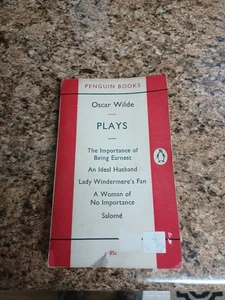 PENGUIN BOOKS
Oscar Wilde
PLAYS
The Importance of
Being Earnest
An Ideal Husband
Lady Windermere's Fan
A Woman of
No Importance
Salomé
85c